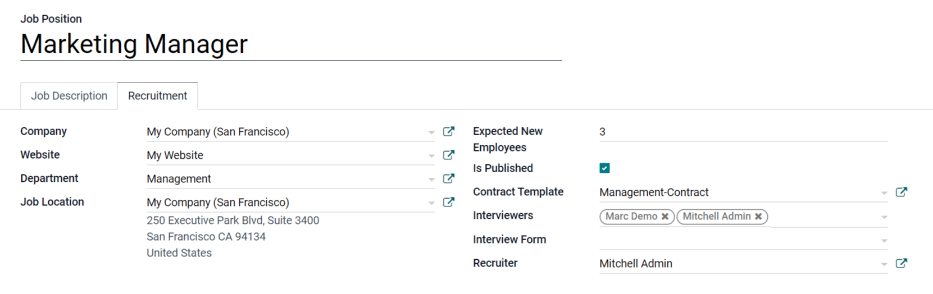 Job Position
Marketing Manager
Job Description Recruitment
Company My Company (San Francisco)
Website My Website
Department Management
Job Location My Company (San Francisco)
250 Executive Park Blvd, Suite 3400
San Francisco CA 94134
United States
Expected New
Employees 3
Is Published
Contract Template Management-Contract
Interviewers Marc Demo ✖ Mitchell Admin ✖
Interview Form
Recruiter Mitchell Admin